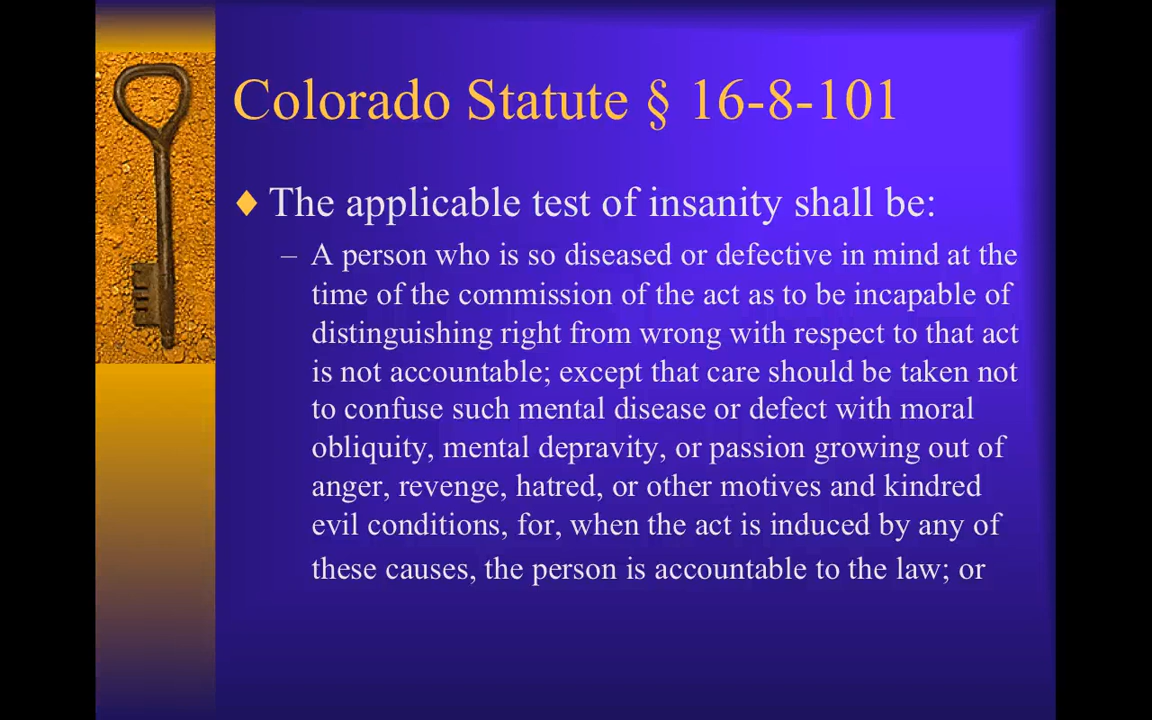 Colorado Statute § 16-8-101
♦ The applicable test of insanity shall be:
– A person who is so diseased or defective in mind at the
time of the commission of the act as to be incapable of
distinguishing right from wrong with respect to that act
is not accountable; except that care should be taken not
to confuse such mental disease or defect with moral
obliquity, mental depravity, or passion growing out of
anger, revenge, hatred, or other motives and kindred
evil conditions, for, when the act is induced by any of
these causes, the person is accountable to the law; or